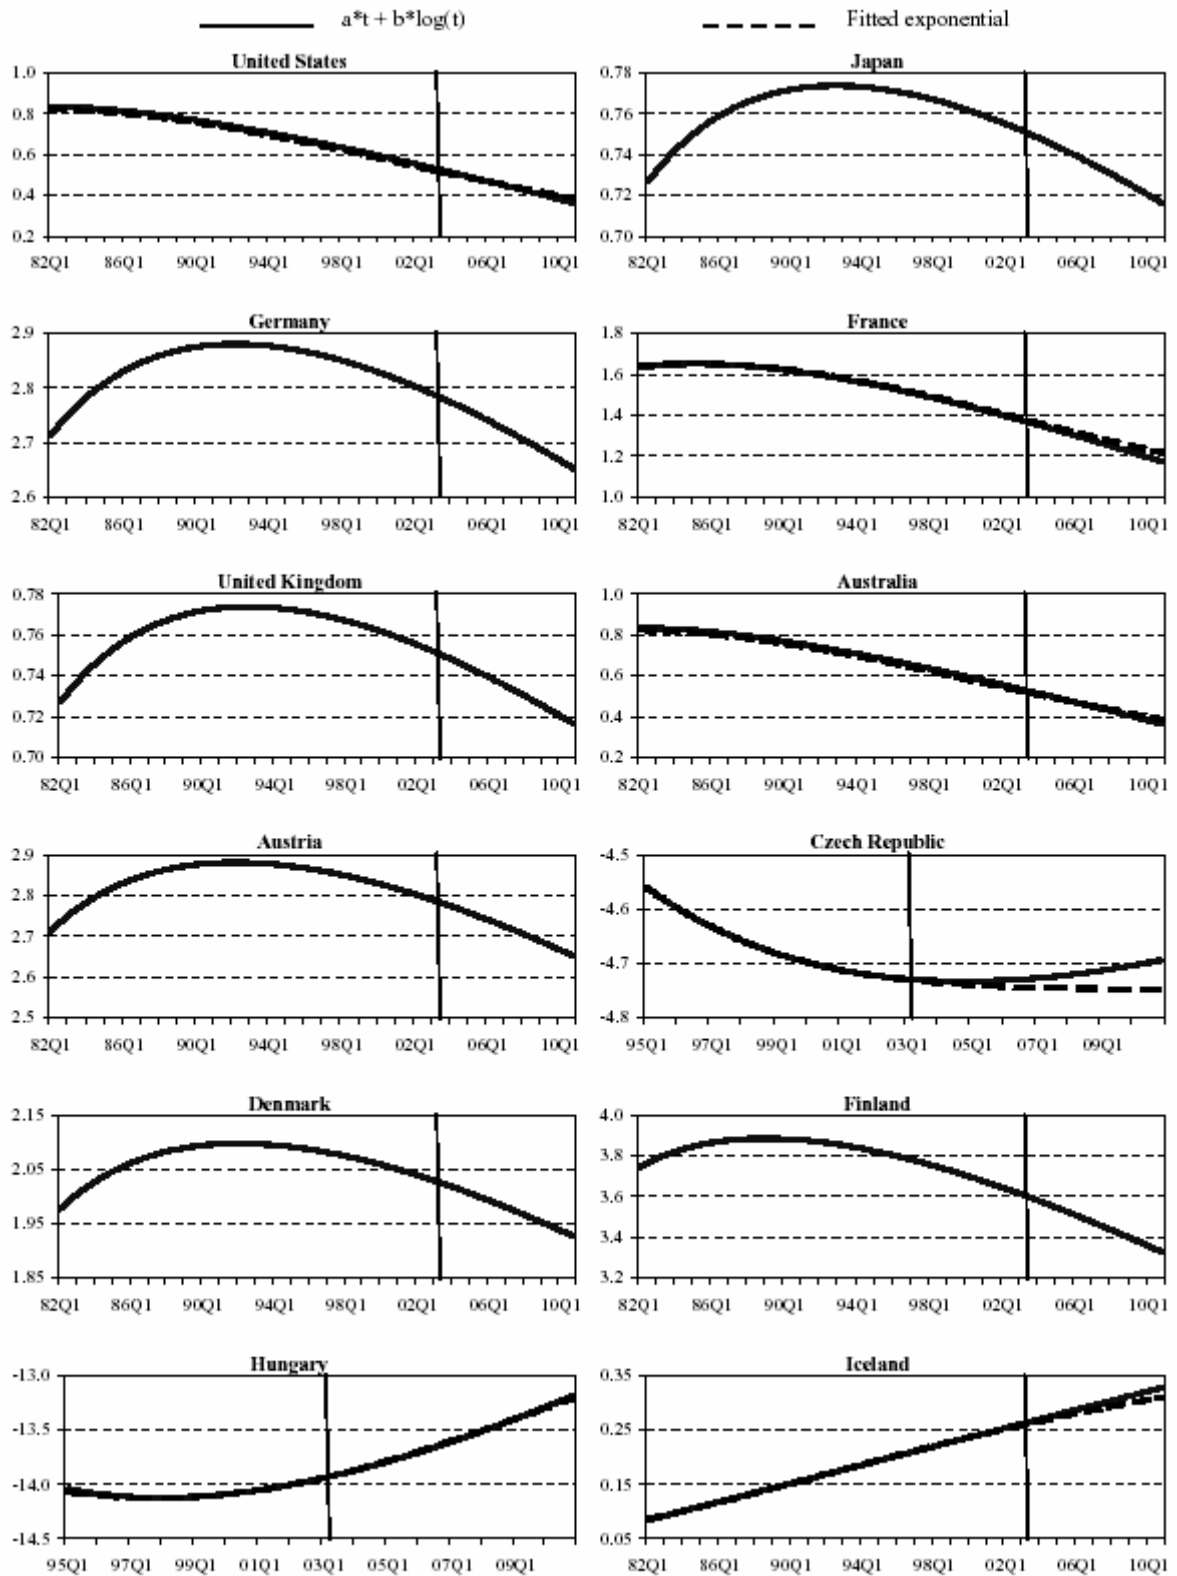 a*t + b*log(t) Fitted exponential
United States Japan
1.0 0.78
0.8 0.76
0.6 0.74
0.4 0.72
0.2 0.70
82Q1 86Q1 90Q1 94Q1 98Q1 02Q1 06Q1 10Q1 82Q1 86Q1 90Q1 94Q1 98Q1 02Q1 06Q1 10Q1
Germany France
2.9 1.8
1.6
2.8 1.4
2.7 1.2
2.6 1.0
82Q1 86Q1 90Q1 94Q1 98Q1 02Q1 06Q1 10Q1 82Q1 86Q1 90Q1 94Q1 98Q1 02Q1 06Q1 10Q1
United Kingdom Australia
0.78 1.0
0.76 0.8
0.74 0.6
0.72 0.4
0.70 0.2
82Q1 86Q1 90Q1 94Q1 98Q1 02Q1 06Q1 10Q1 82Q1 86Q1 90Q1 94Q1 98Q1 02Q1 06Q1 10Q1
Austria Czech Republic
2.9 -4.5
2.8 -4.6
2.7
2.6 -4.7
2.5 -4.8
82Q1 86Q1 90Q1 94Q1 98Q1 02Q1 06Q1 10Q1 95Q1 97Q1 99Q1 01Q1 03Q1 05Q1 07Q1 09Q1
Denmark Finland
2.15 4.0
2.05 3.8
3.6
1.95 3.4
1.85 3.2
82Q1 86Q1 90Q1 94Q1 98Q1 02Q1 06Q1 10Q1 82Q1 86Q1 90Q1 94Q1 98Q1 02Q1 06Q1 10Q1
Hungary Iceland
-13.0 0.35
-13.5 0.25
-14.0 0.15
-14.5 0.05
95Q1 97Q1 99Q1 01Q1 03Q1 05Q1 07Q1 09Q1 82Q1 86Q1 90Q1 94Q1 98Q1 02Q1 06Q1 10Q1